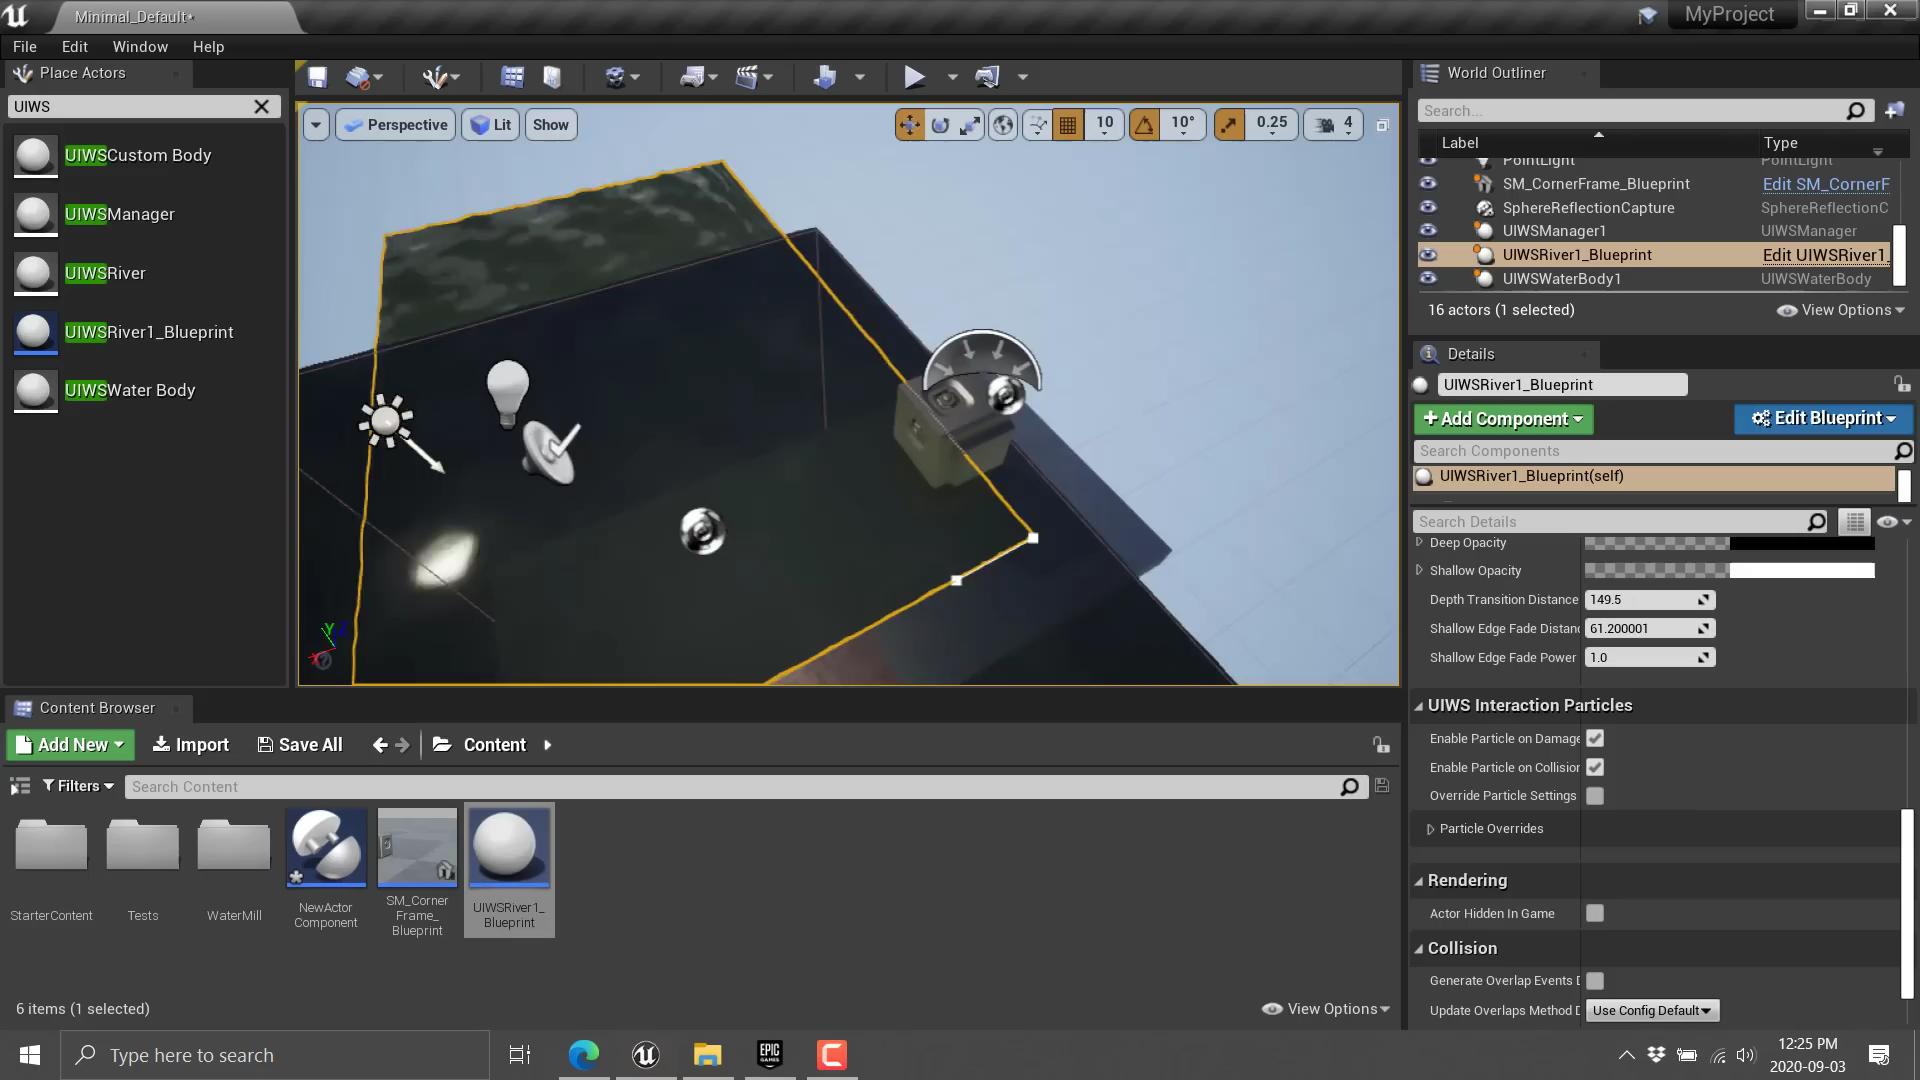 Minimal_Default*
MyProject
File
Edit
Window
Help
Place Actors
World Outliner
UIWS
UIWSCustom Body
UIWSManager
UIWSRiver
UIWSRiver1_Blueprint
UIWSWater Body
Perspective
Lit
Show
10
10°
0.25
4
Search...
Label
Type
PointLight
PointLight
SM_CornerFrame_Blueprint
Edit SM_CornerF
SphereReflectionCapture
SphereReflectionC
UIWSManager1
UIWSManager
UIWSRiver1_Blueprint
Edit UIWSRiver1_
UIWSWaterBody1
UIWSWaterBody
16 actors (1 selected)
View Options
Details
UIWSRiver1_Blueprint
+Add Component
Edit Blueprint
Search Components
UIWSRiver1_Blueprint(self)
Search Details
Deep Opacity
Shallow Opacity
Depth Transition Distance
149.5
Shallow Edge Fade Distanc
61.200001
Shallow Edge Fade Power
1.0
UIWS Interaction Particles
Enable Particle on Damage
Enable Particle on Collision
Override Particle Settings
Particle Overrides
Rendering
Actor Hidden In Game
Collision
Generate Overlap Events D
Update Overlaps Method D
Use Config Default
Y
Z
X
Content Browser
Add New
Import
Save All
Content
Filters
Search Content
StarterContent
Tests
WaterMill
NewActor
Component
SM_Corner
Frame_
Blueprint
UIWSRiver1_
Blueprint
6 items (1 selected)
View Options
Type here to search
EPIC
GAMES
12:25 PM
2020-09-03